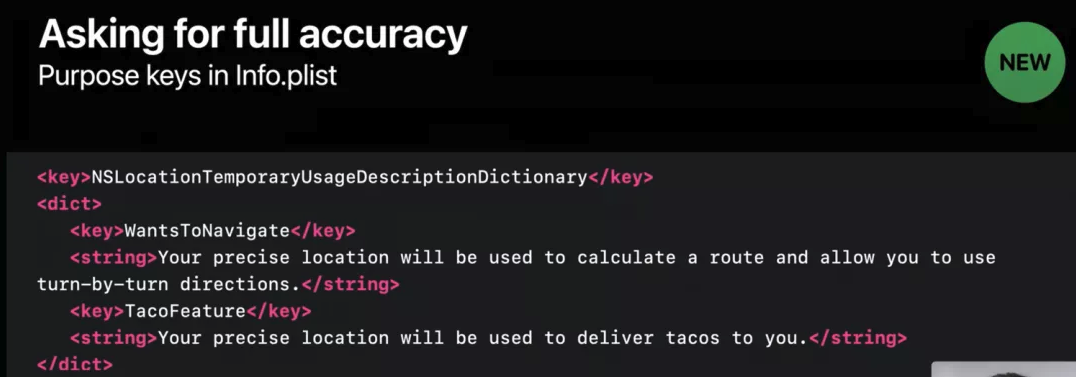 Asking for full accuracy
Purpose keys in Info.plist
NEW
<key>NSLocationTemporaryUsageDescriptionDictionary</key>
<dict>
<key>WantsToNavigate</key>
<string>Your precise location will be used to calculate a route and allow you to use
turn-by-turn directions.</string>
<key>TacoFeature</key>
<string>Your precise location will be used to deliver tacos to you.</string>
</dict>